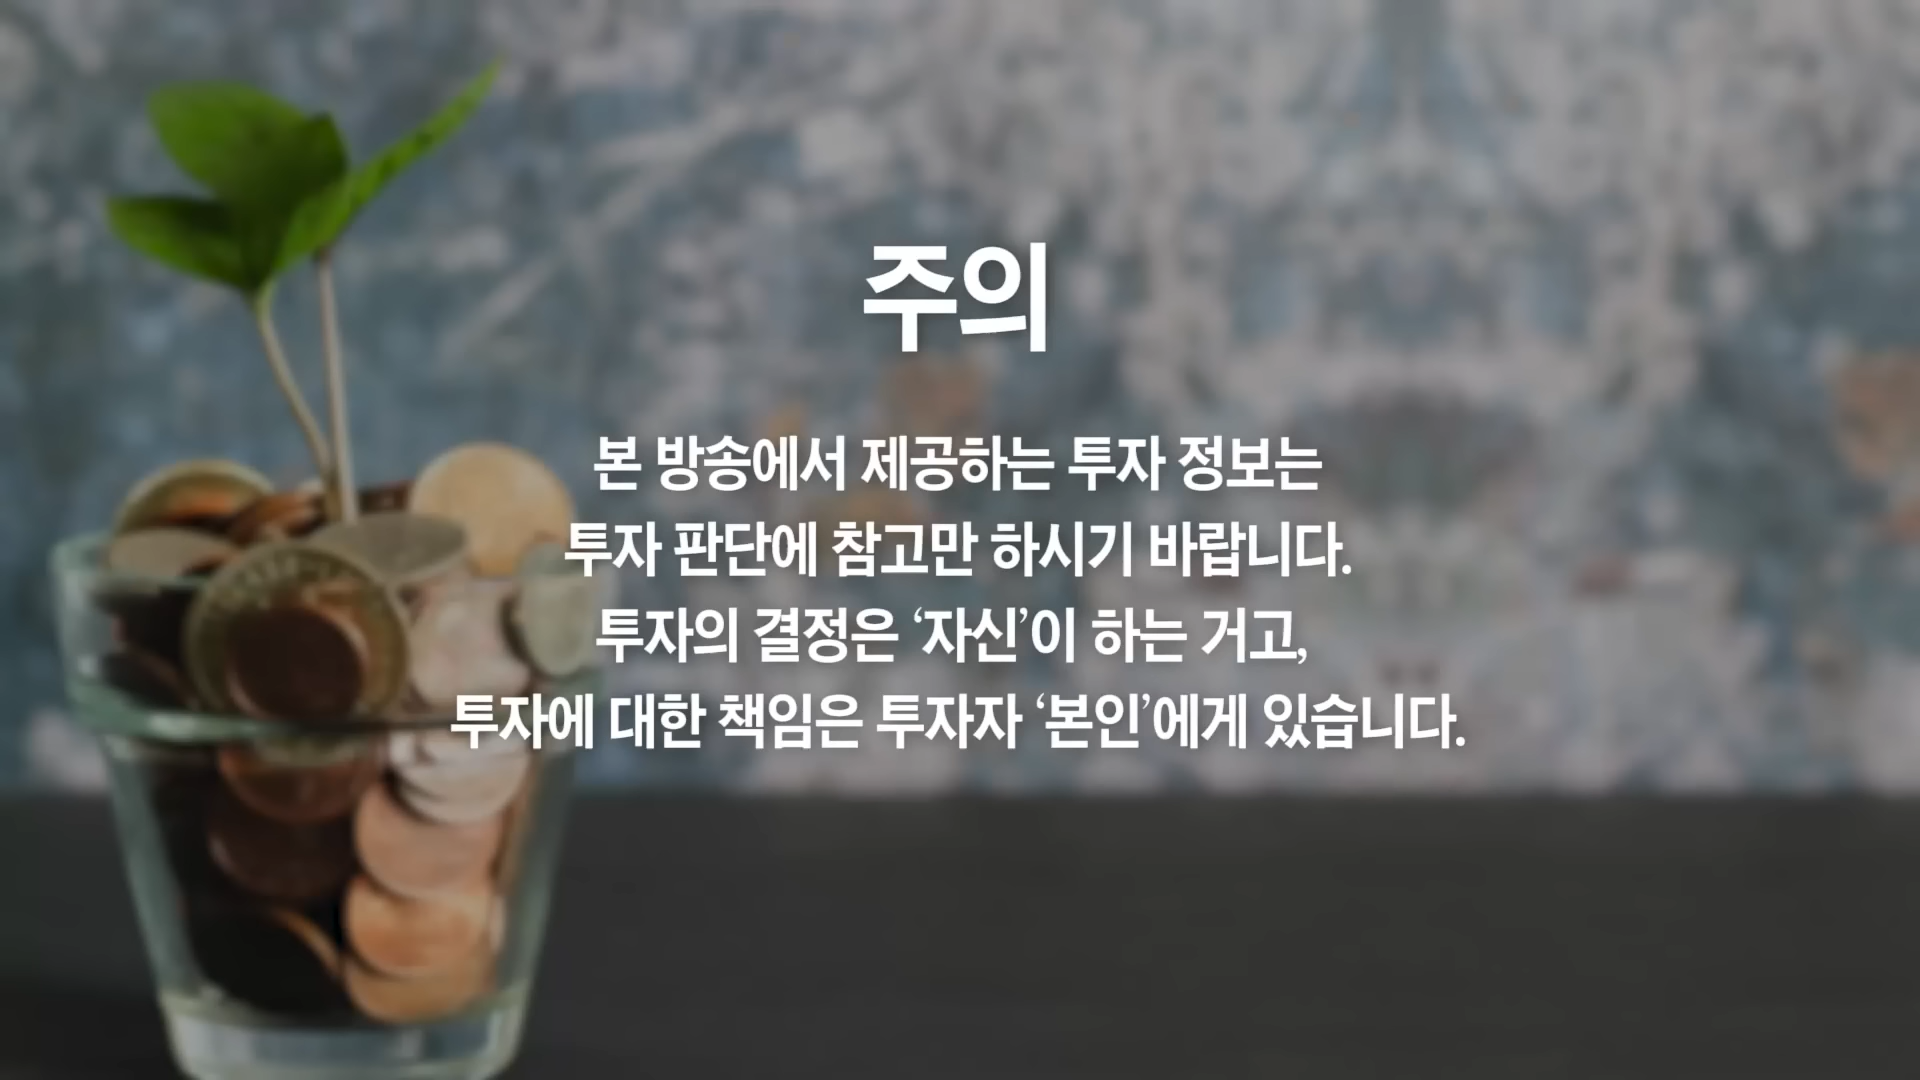 주의
본 방송에서 제공하는 투자 정보는
투자 판단에 참고만 하시기 바랍니다.
투자의 결정은 ‘자신’이 하는 거고,
투자에 대한 책임은 투자자 ‘본인’에게 있습니다.